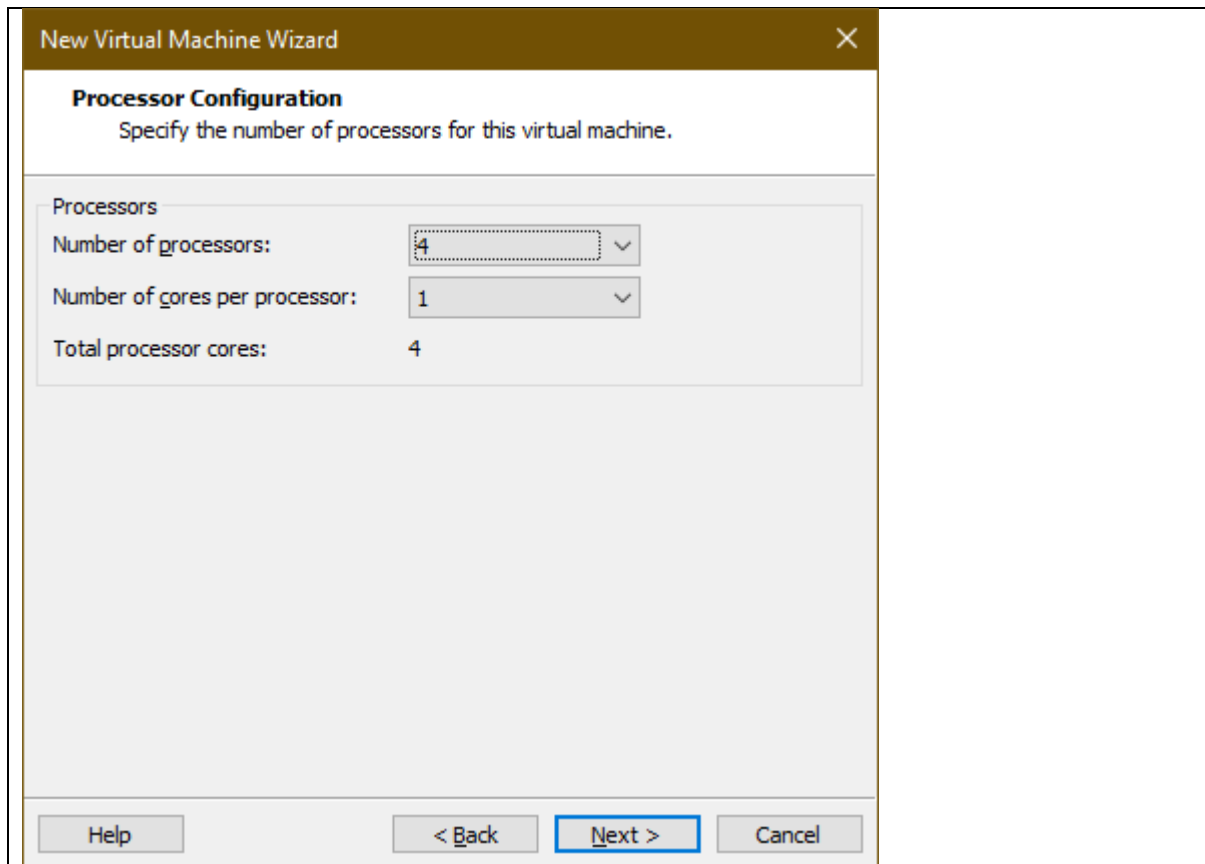 New Virtual Machine Wizard
Processor Configuration
Specify the number of processors for this virtual machine.
Processors
Number of processors: 4
Number of cores per processor: 1
Total processor cores: 4
Help < Back Next > Cancel